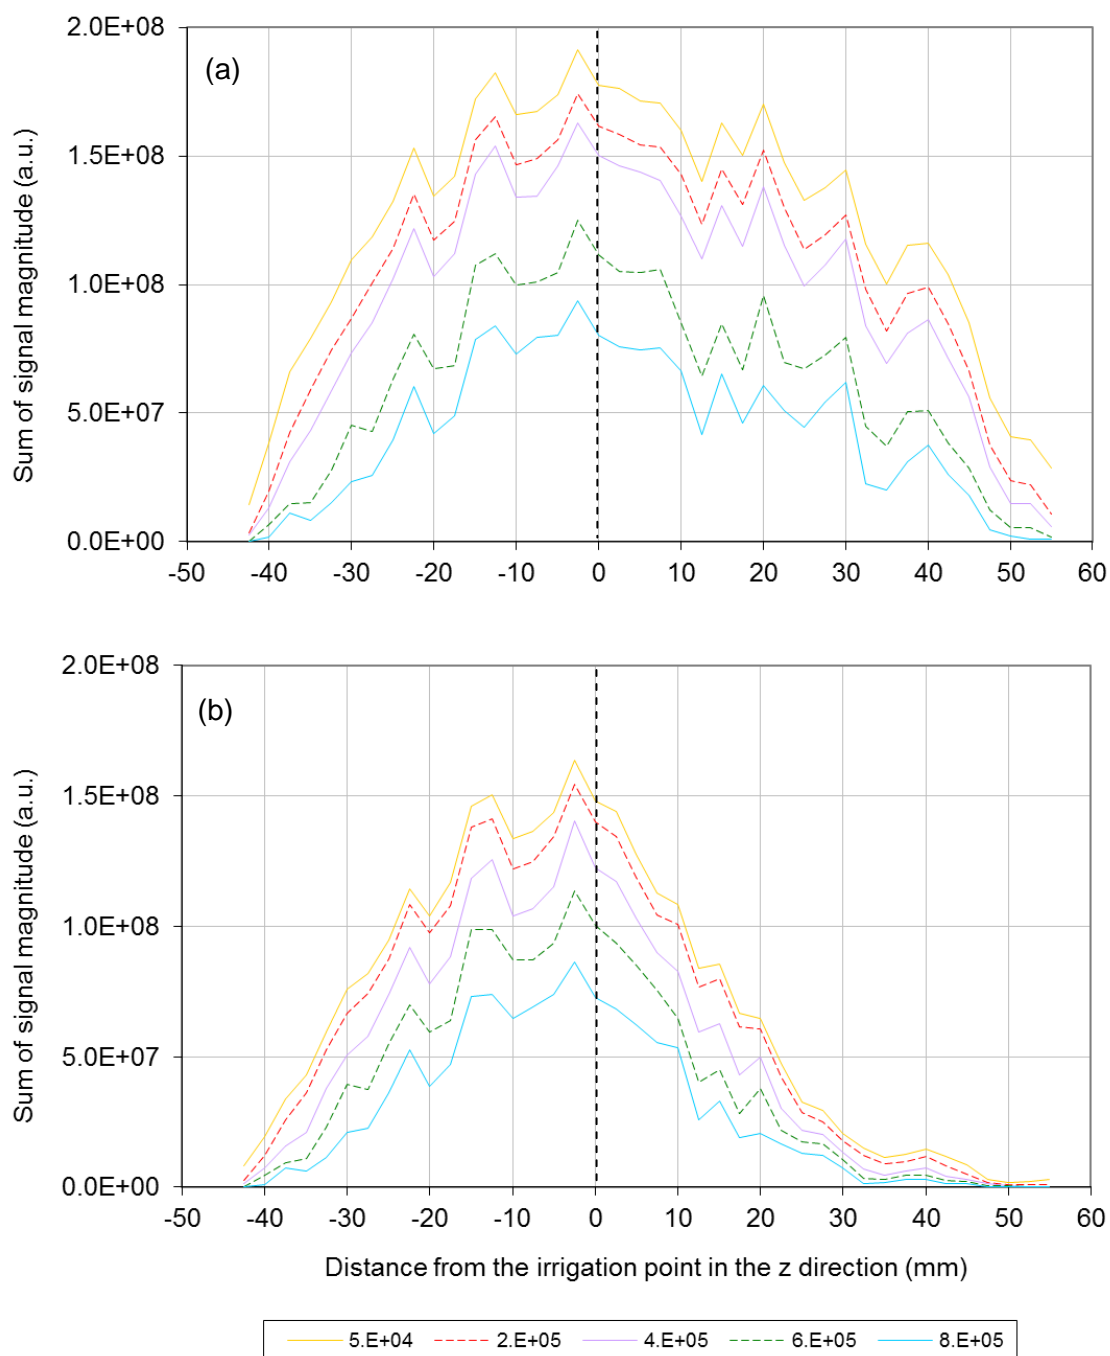 (a)
Sum of signal magnitude (a.u.)
2.0E+08
1.5E+08
1.0E+08
5.0E+07
0.0E+00
-50 -40 -30 -20 -10 0 10 20 30 40 50 60
(b)
Sum of signal magnitude (a.u.)
2.0E+08
1.5E+08
1.0E+08
5.0E+07
0.0E+00
-50 -40 -30 -20 -10 0 10 20 30 40 50 60
Distance from the irrigation point in the z direction (mm)
5.E+04 2.E+05 4.E+05 6.E+05 8.E+05